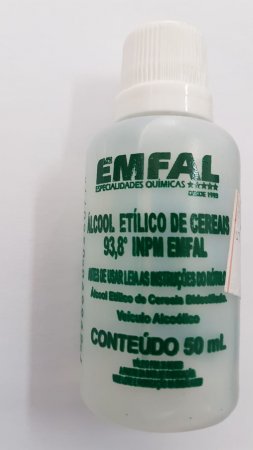 EMFAL
ESPECIALIDADES QUÍMICAS ★★★★★
DESDE 1989
ÁLCOOL ETÍLICO DE CEREAIS
93,8° INPM EMFAL
ANTES DE USAR LEIA AS INSTRUÇÕES DO RÓTULO
Álcool Etílico de Cereais Bidestilado
Veículo Alcoólico
CONTEÚDO 50 mL